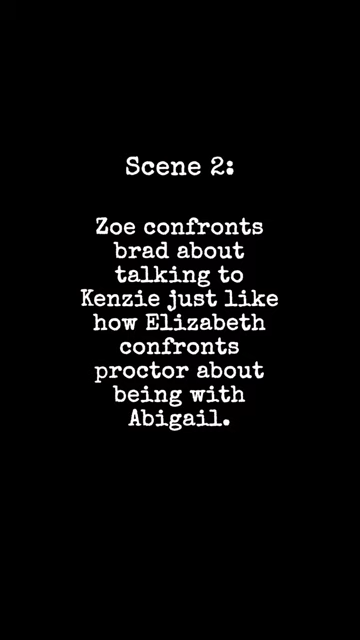 Scene 2:
Zoe confronts
brad about
talking to
Kenzie just like
how Elizabeth
confronts
proctor about
being with
Abigail.